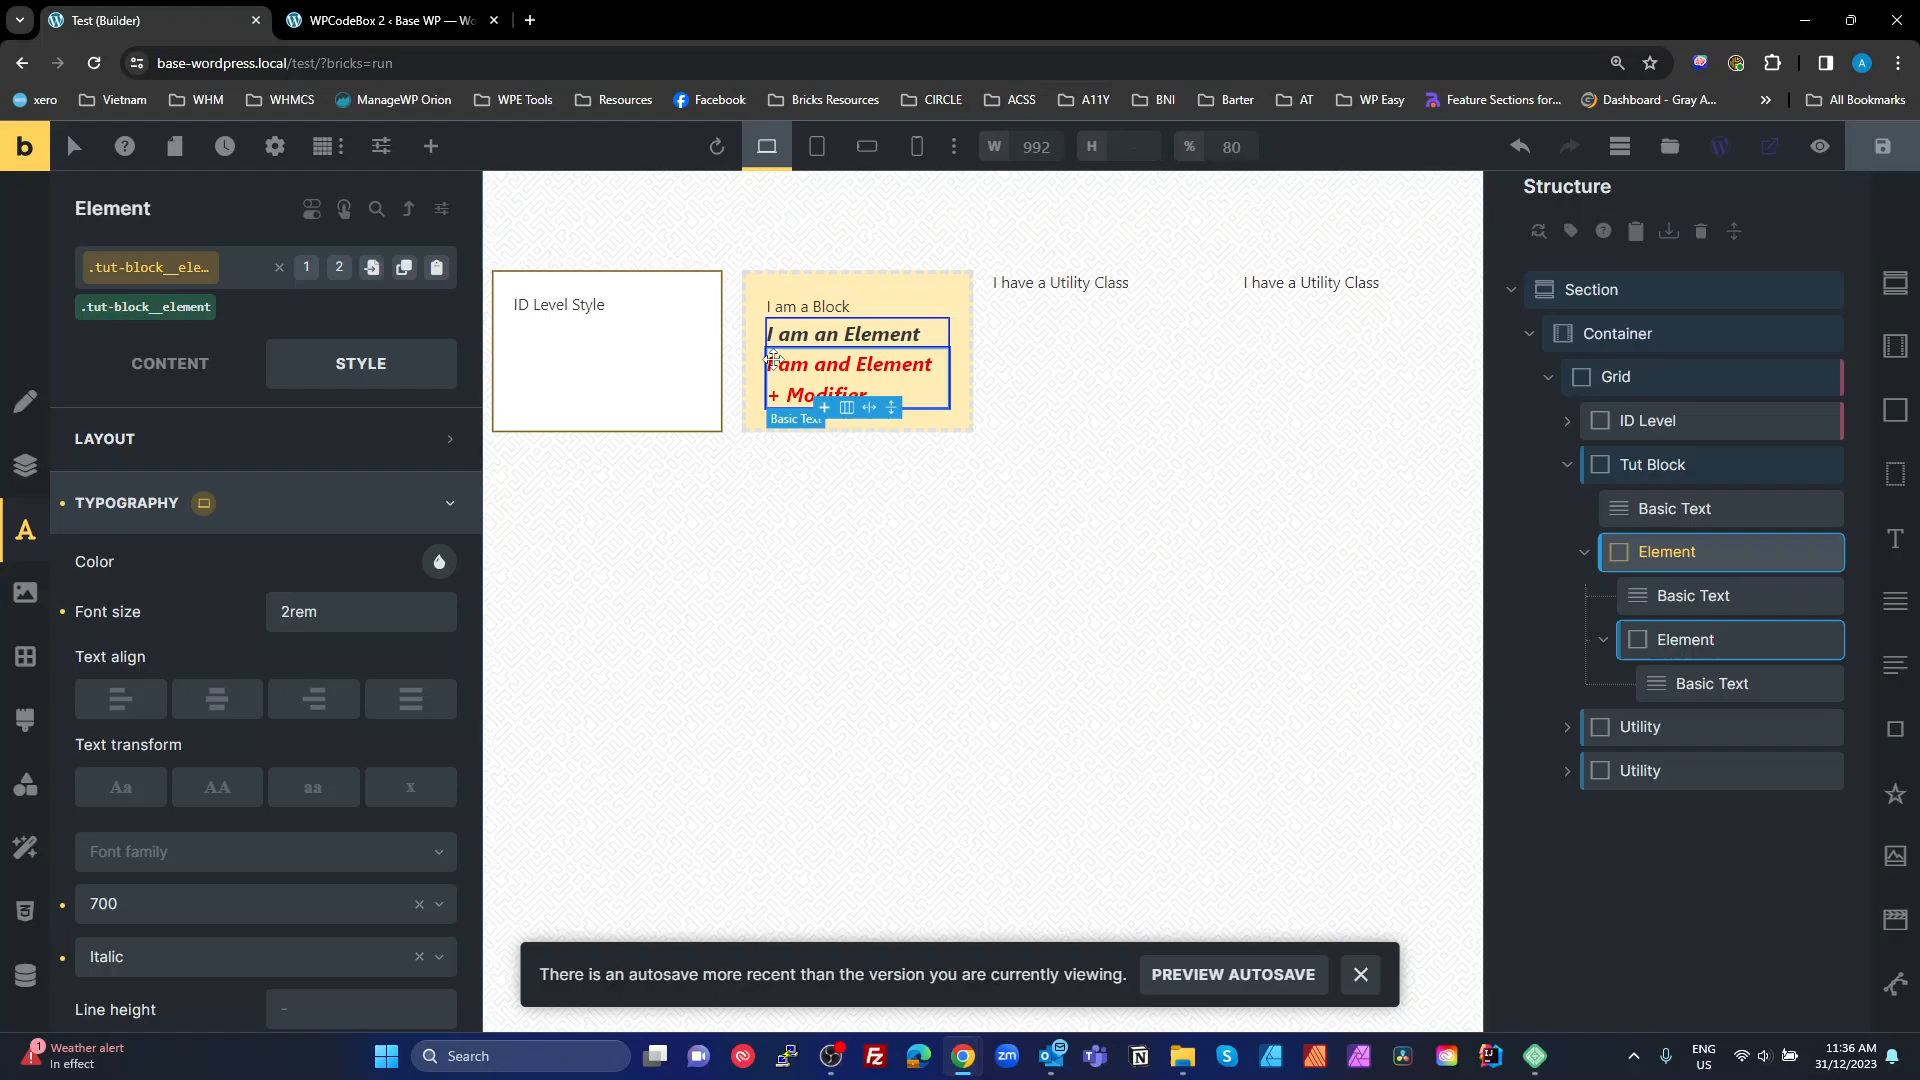 Test (Builder)
WPCodeBox 2 ‹ Base WP — Wo
base-wordpress.local/test/?bricks=run
xero
Vietnam
WHM
WHMCS
ManageWP Orion
WPE Tools
Resources
Facebook
Bricks Resources
CIRCLE
ACSS
A11Y
BNI
Barter
AT
WP Easy
Feature Sections for...
Dashboard - Gray A...
»
All Bookmarks
A
b
W 992
H -
% 80
Element
.tut-block__ele…
1
2
.tut-block__element
CONTENT
STYLE
LAYOUT
TYPOGRAPHY
Color
Font size
2rem
Text align
Text transform
Aa
AA
aa
x
Font family
700
Italic
Line height
-
ID Level Style
I am a Block
I am an Element
I am and Element
+ Modifier
Basic Text
I have a Utility Class
I have a Utility Class
There is an autosave more recent than the version you are currently viewing.
PREVIEW AUTOSAVE
Structure
Section
Container
Grid
ID Level
Tut Block
Basic Text
Element
Basic Text
Element
Basic Text
Utility
Utility
1
Weather alert
In effect
Search
zm
ENG
US
11:36 AM
31/12/2023